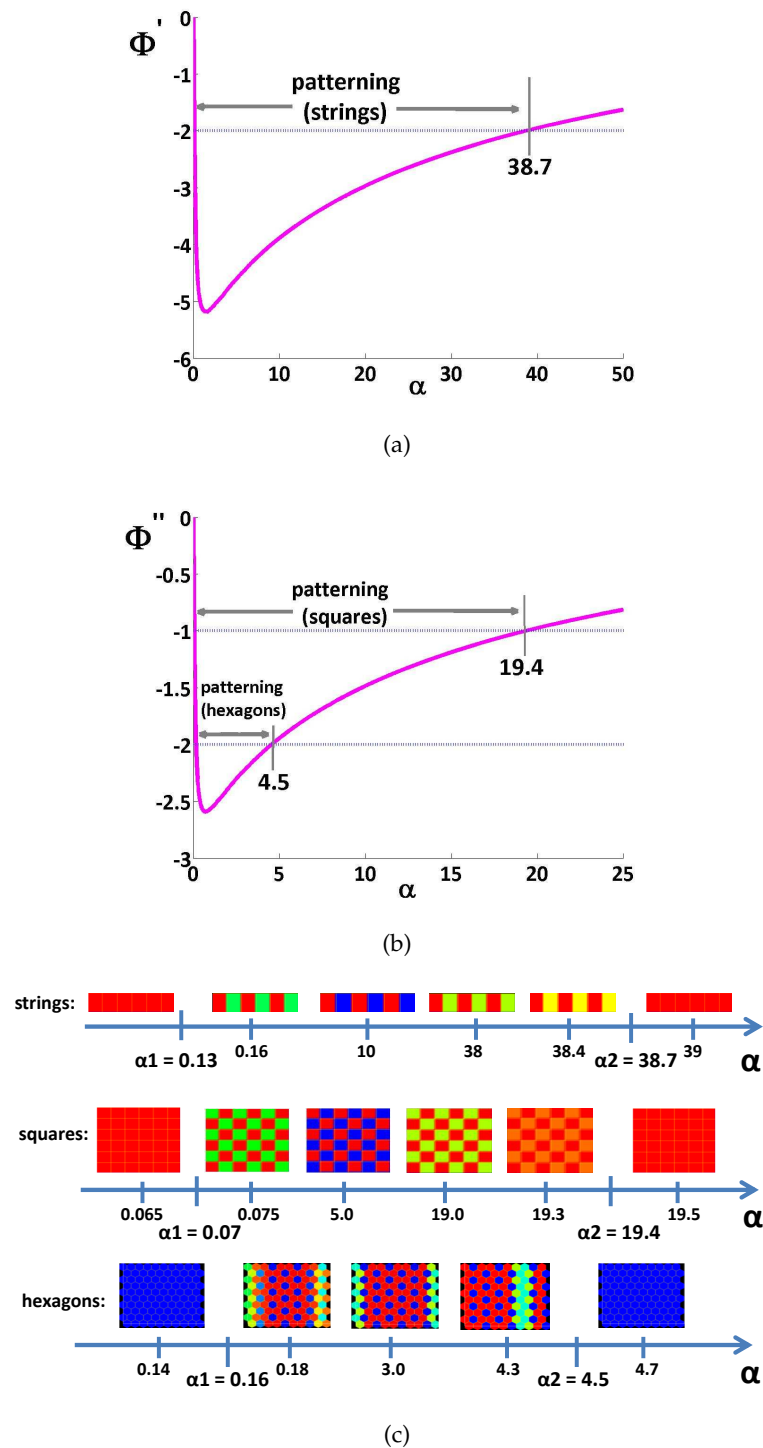 Φ'
0
-1
patterning
(strings)
-2
38.7
-3
-4
-5
-6
0 10 20 30 40 50
α
(a)
Φ"
0
-0.5
patterning
(squares)
-1
19.4
-1.5
patterning
(hexagons)
-2
4.5
-2.5
-3
0 5 10 15 20 25
α
(b)
strings:
0.16 10 38 38.4 39
α1 = 0.13 α2 = 38.7 α
squares:
0.065 0.075 5.0 19.0 19.3 19.5
α1 = 0.07 α2 = 19.4 α
hexagons:
0.14 0.18 3.0 4.3 4.7
α1 = 0.16 α2 = 4.5 α
(c)